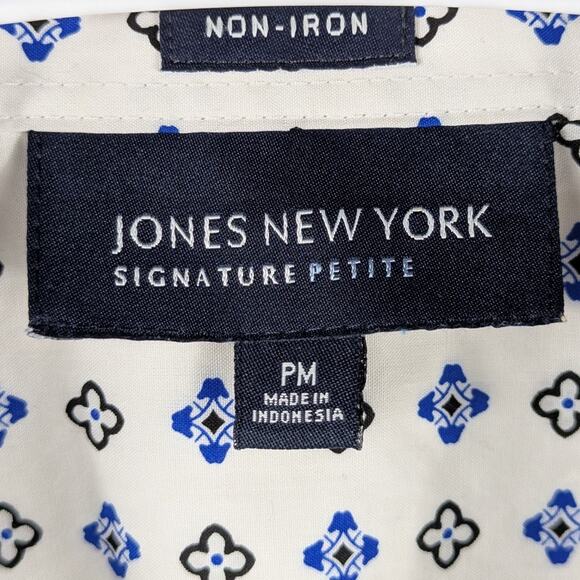 NON-IRON
JONES NEW YORK
SIGNATURE PETITE
PM
MADE IN
INDONESIA